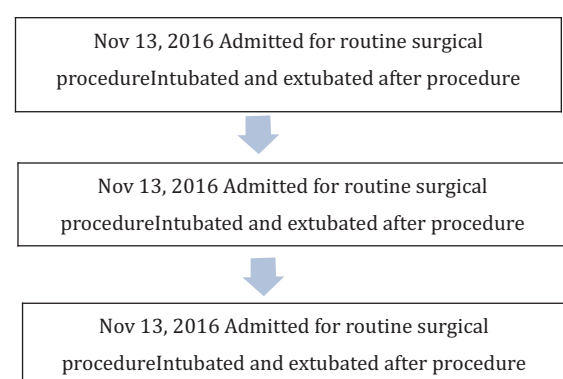 Nov 13, 2016 Admitted for routine surgical
procedureIntubated and extubated after procedure
Nov 13, 2016 Admitted for routine surgical
procedureIntubated and extubated after procedure
Nov 13, 2016 Admitted for routine surgical
procedureIntubated and extubated after procedure